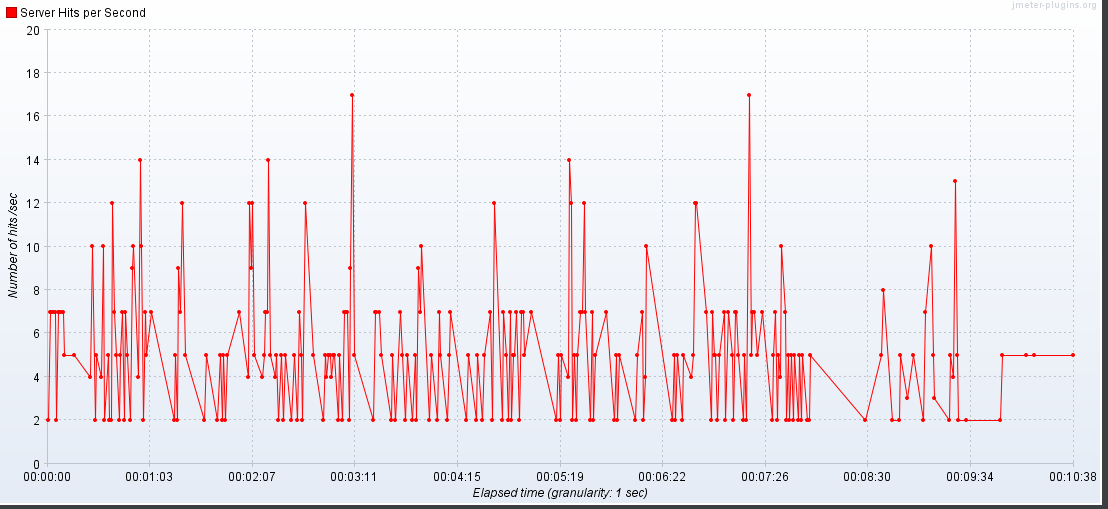 jmeter-plugins.org
Server Hits per Second
20
18
16
14
12
10
8
6
4
2
0
Number of hits /sec
00:00:00 00:01:03 00:02:07 00:03:11 00:04:15 00:05:19 00:06:22 00:07:26 00:08:30 00:09:34 00:10:38
Elapsed time (granularity: 1 sec)